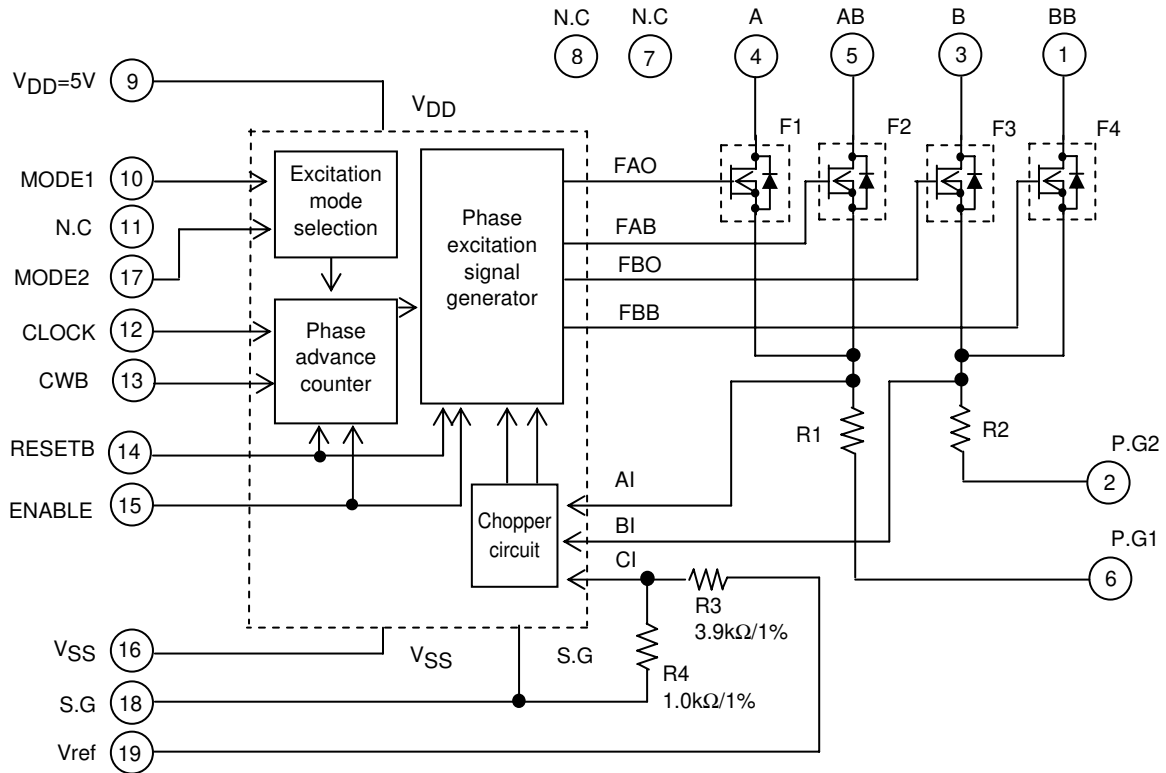 N.C
N.C
A
AB
B
BB
8
7
4
5
3
1
VDD=5V
9
VDD
F1
F2
F3
F4
MODE1
10
Excitation
mode
selection
FAO
N.C
11
Phase
excitation
signal
generator
FAB
MODE2
17
FBO
CLOCK
12
Phase
advance
counter
FBB
CWB
13
R1
R2
RESETB
14
P.G2
2
ENABLE
15
AI
Chopper
circuit
BI
P.G1
6
CI
R3
3.9kΩ/1%
VSS
16
VSS
S.G
R4
1.0kΩ/1%
S.G
18
Vref
19